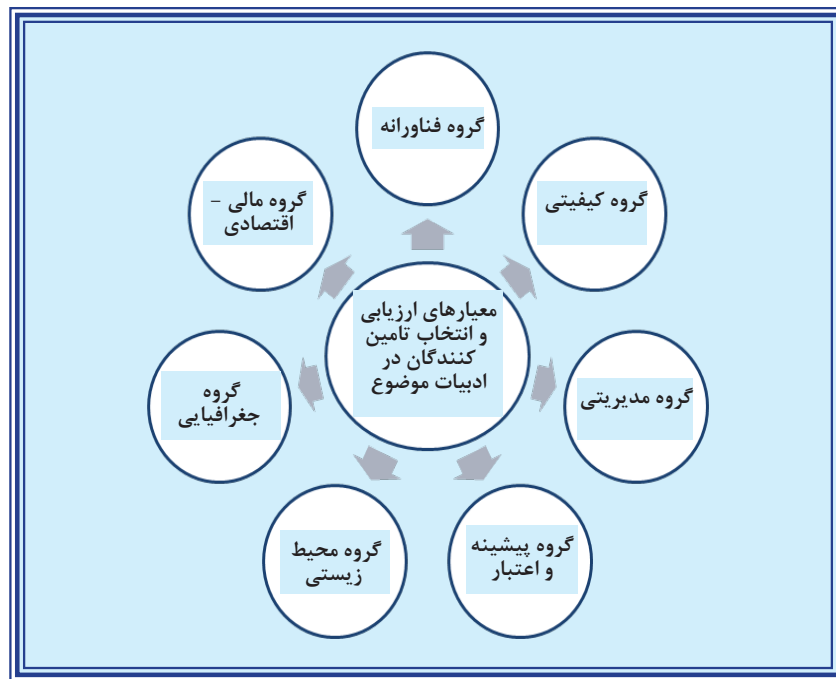 گروه فناورانه
گروه کیفیتی
گروه مالی –
اقتصادی
معیارهای ارزیابی
و انتخاب تامین
کنندگان در
ادبیات موضوع
گروه مدیریتی
گروه
جغرافیایی
گروه پیشینه
و اعتبار
گروه محیط
زیستی